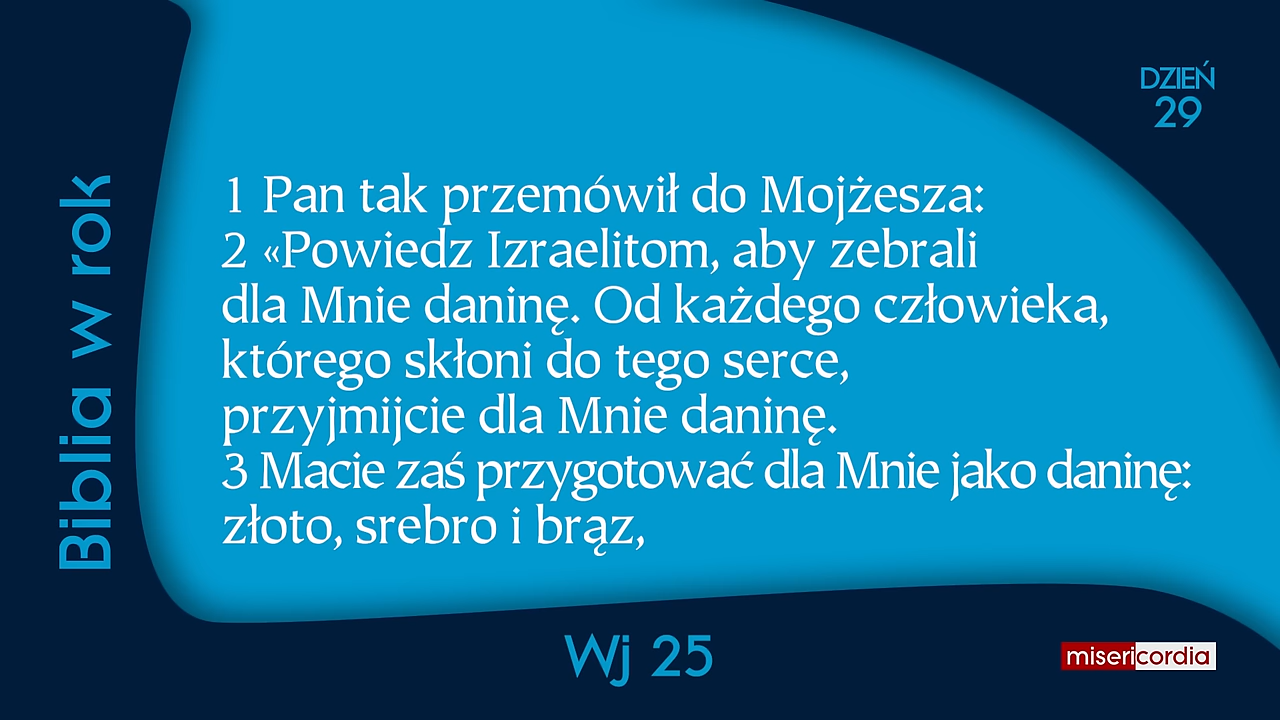 DZIEŃ
29
Biblia w rok
1 Pan tak przemówił do Mojżesza:
2 «Powiedz Izraelitom, aby zebrali
dla Mnie daninę. Od każdego człowieka,
którego skłoni do tego serce,
przyjmijcie dla Mnie daninę.
3 Macie zaś przygotować dla Mnie jako daninę:
złoto, srebro i brąz,
Wj 25
misericordia